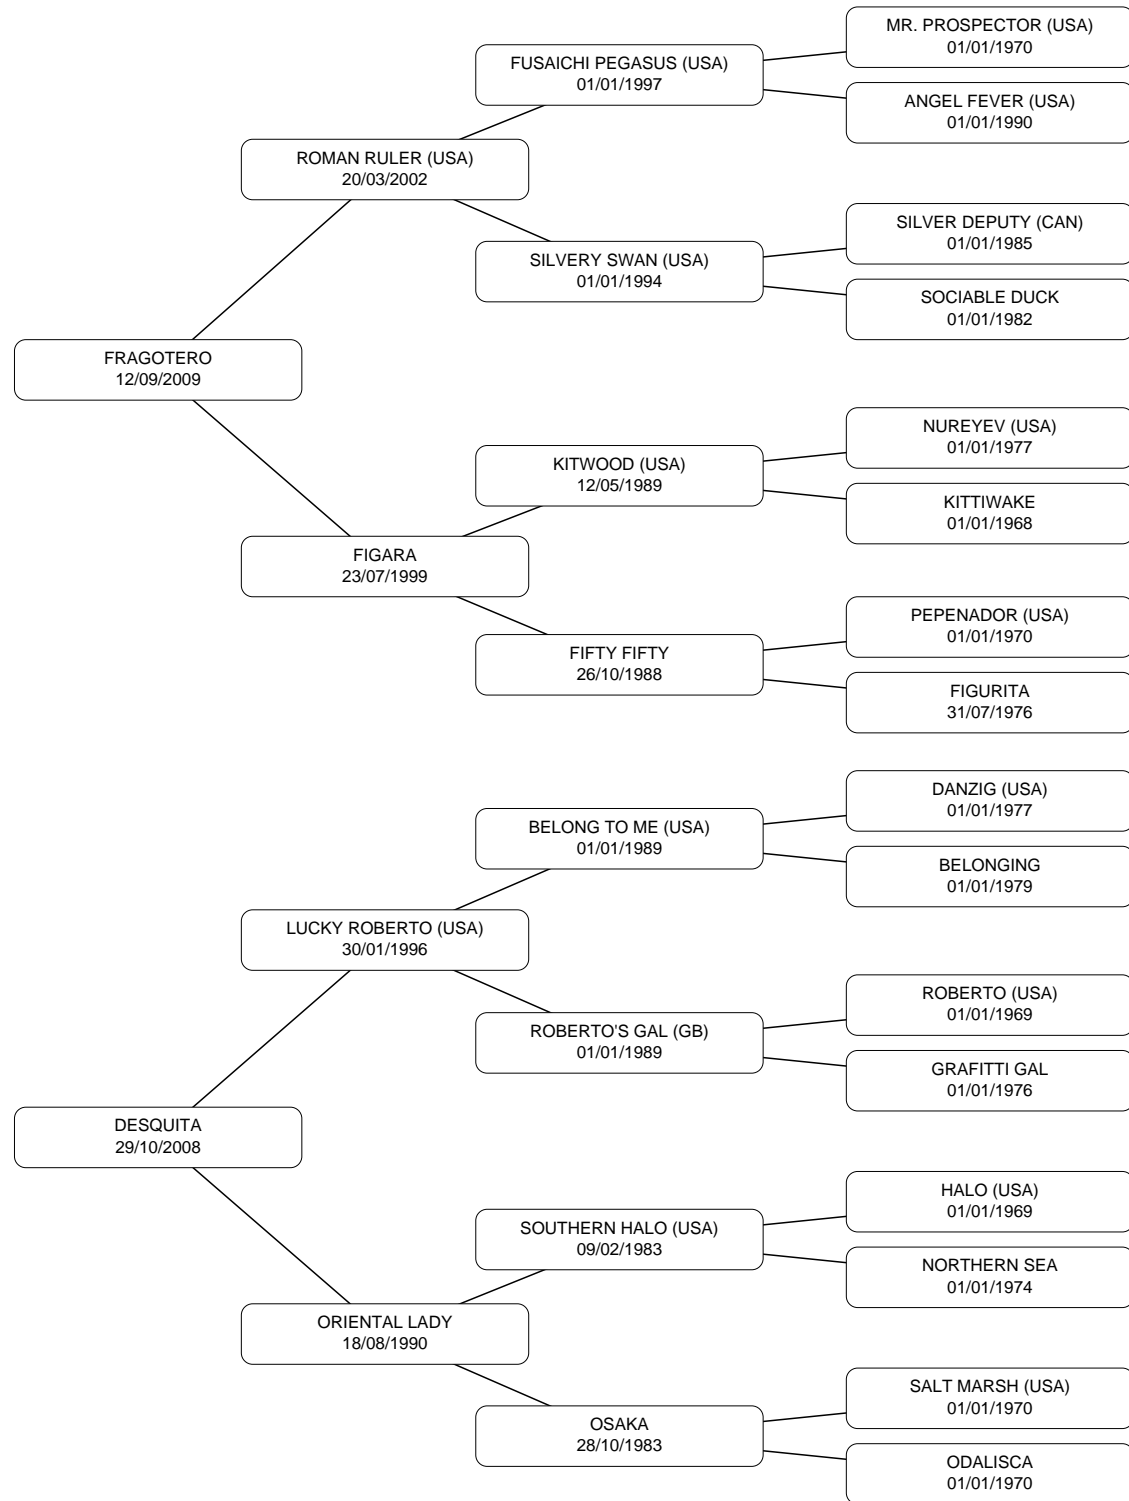 MR. PROSPECTOR (USA)
01/01/1970
FUSAICHI PEGASUS (USA)
01/01/1997
ANGEL FEVER (USA)
01/01/1990
ROMAN RULER (USA)
20/03/2002
SILVER DEPUTY (CAN)
01/01/1985
SILVERY SWAN (USA)
01/01/1994
SOCIABLE DUCK
01/01/1982
FRAGOTERO
12/09/2009
NUREYEV (USA)
01/01/1977
KITWOOD (USA)
12/05/1989
KITTIWAKE
01/01/1968
FIGARA
23/07/1999
PEPENADOR (USA)
01/01/1970
FIFTY FIFTY
26/10/1988
FIGURITA
31/07/1976
DANZIG (USA)
01/01/1977
BELONG TO ME (USA)
01/01/1989
BELONGING
01/01/1979
LUCKY ROBERTO (USA)
30/01/1996
ROBERTO (USA)
01/01/1969
ROBERTO'S GAL (GB)
01/01/1989
GRAFITTI GAL
01/01/1976
DESQUITA
29/10/2008
HALO (USA)
01/01/1969
SOUTHERN HALO (USA)
09/02/1983
NORTHERN SEA
01/01/1974
ORIENTAL LADY
18/08/1990
SALT MARSH (USA)
01/01/1970
OSAKA
28/10/1983
ODALISCA
01/01/1970